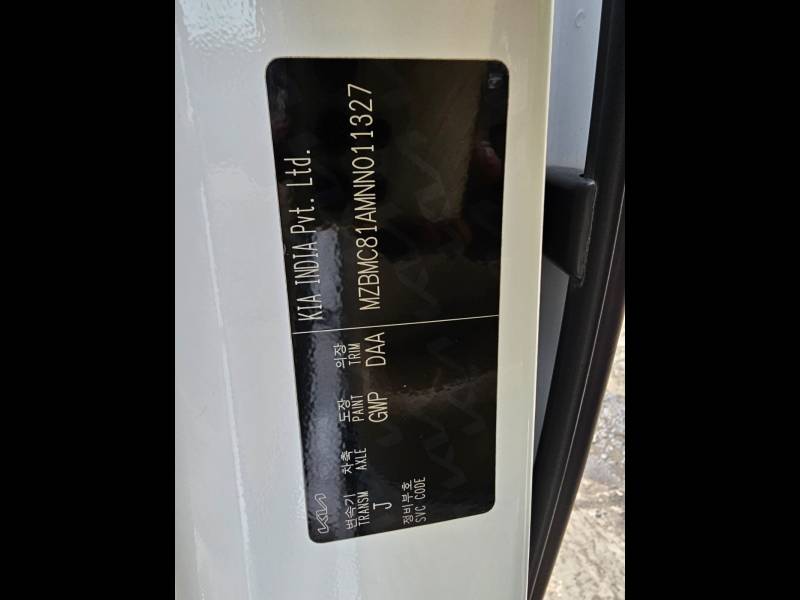 KIA
KIA INDIA Pvt. Ltd.
변속기 차축 도장 의장
TRANSM AXLE PAINT TRIM
J GWP DAA MZBMC81AMNN011327
정비부호
SVC CODE